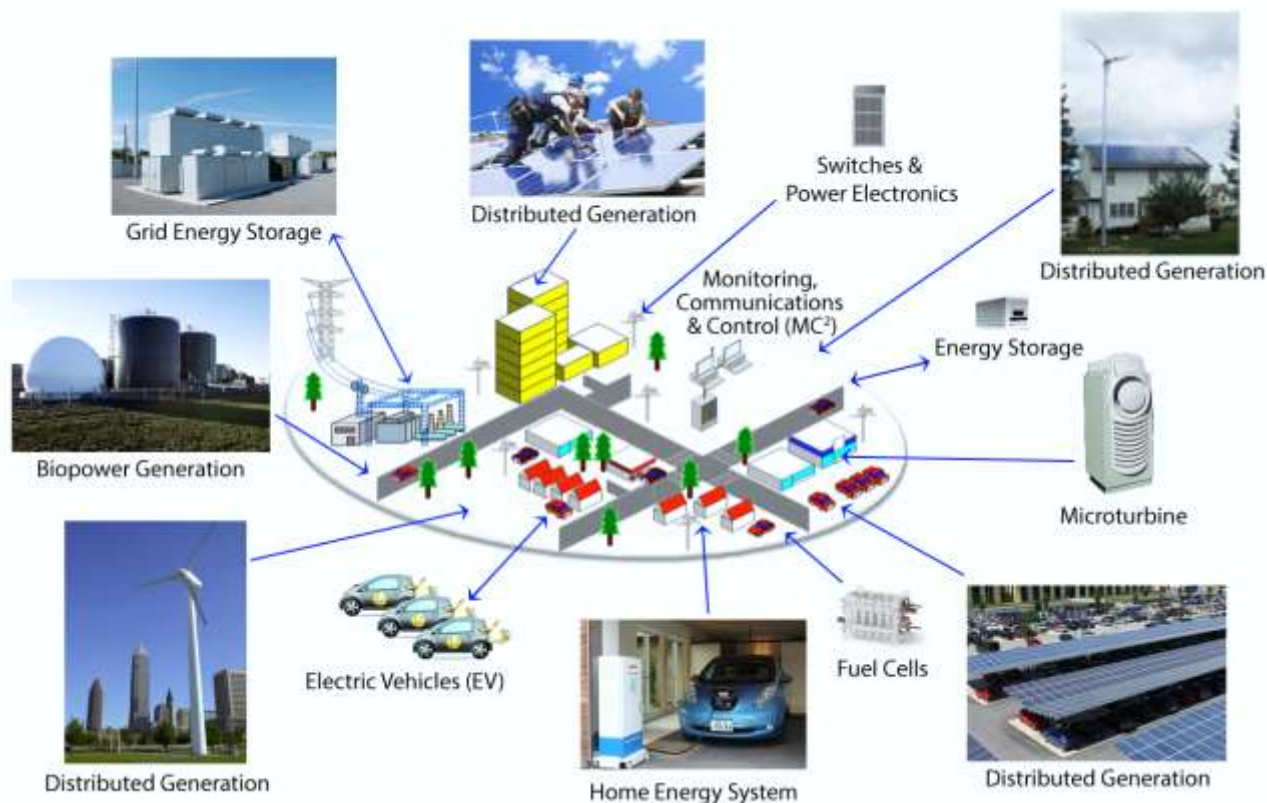 Distributed Generation
Switches &
Power Electronics
Grid Energy Storage
Distributed Generation
Monitoring,
Communications
& Control (MC²)
Energy Storage
Biopower Generation
Microturbine
Electric Vehicles (EV)
Fuel Cells
Distributed Generation
Home Energy System
Distributed Generation